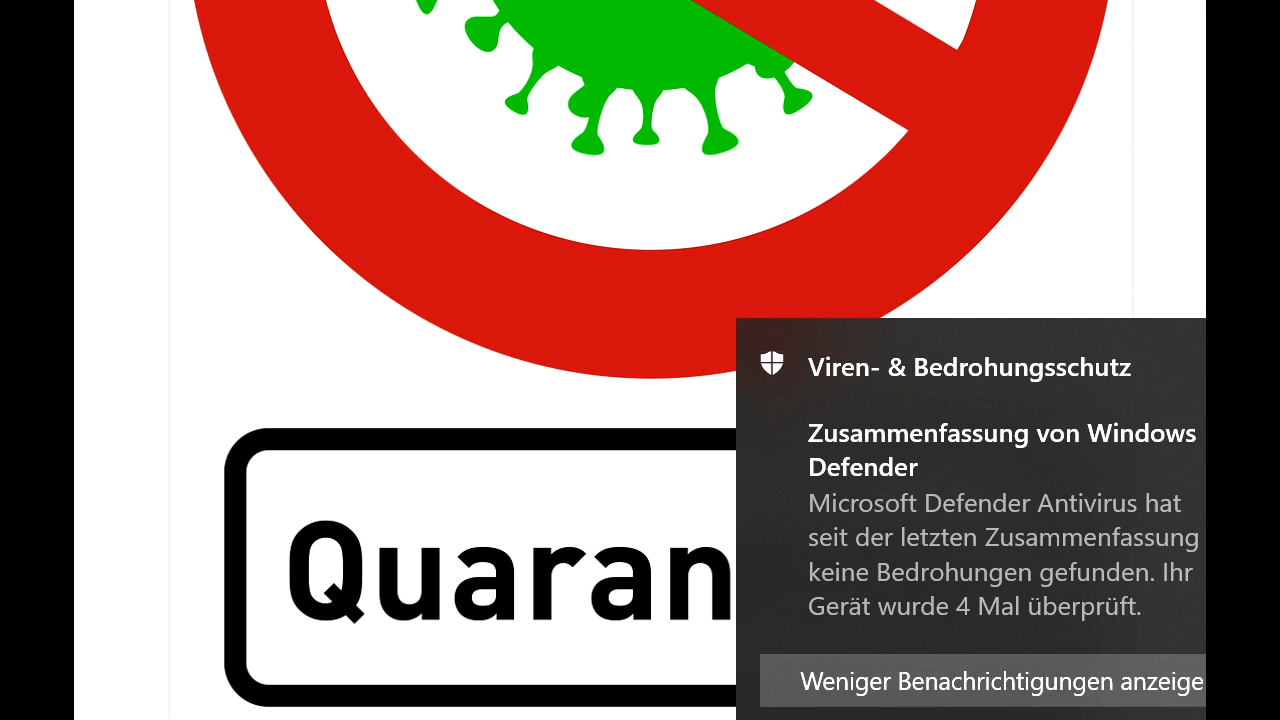 Viren- & Bedrohungsschutz
Zusammenfassung von Windows
Defender
Microsoft Defender Antivirus hat
seit der letzten Zusammenfassung
keine Bedrohungen gefunden. Ihr
Gerät wurde 4 Mal überprüft.
Weniger Benachrichtigungen anzeige
Quaran